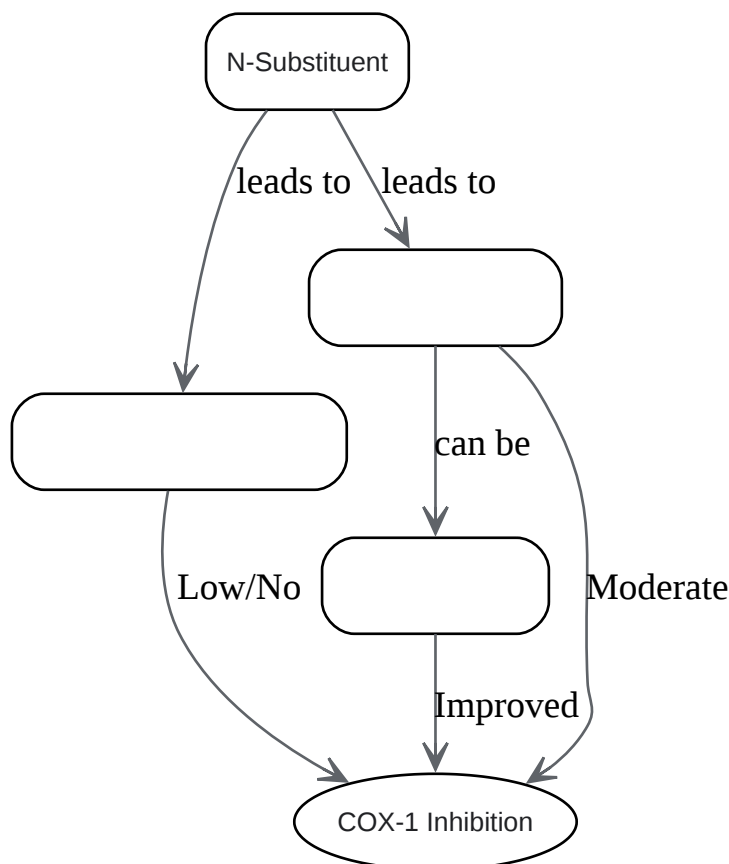 N-Substituent
leads to
leads to
can be
Low/No
Moderate
Improved
COX-1 Inhibition